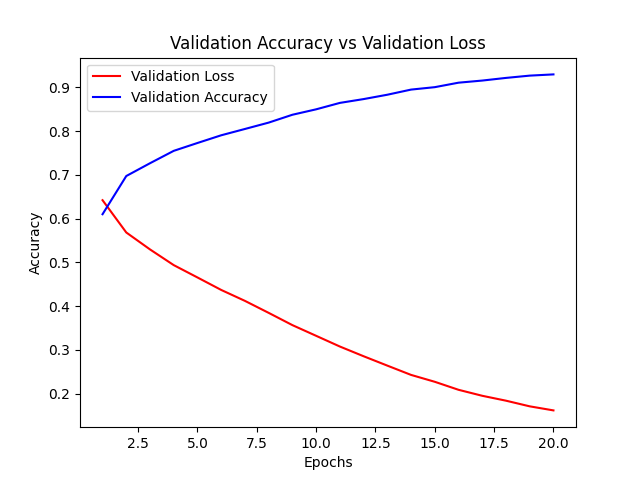 Validation Accuracy vs Validation Loss
Validation Loss
Validation Accuracy
Accuracy
0.9
0.8
0.7
0.6
0.5
0.4
0.3
0.2
2.5 5.0 7.5 10.0 12.5 15.0 17.5 20.0
Epochs